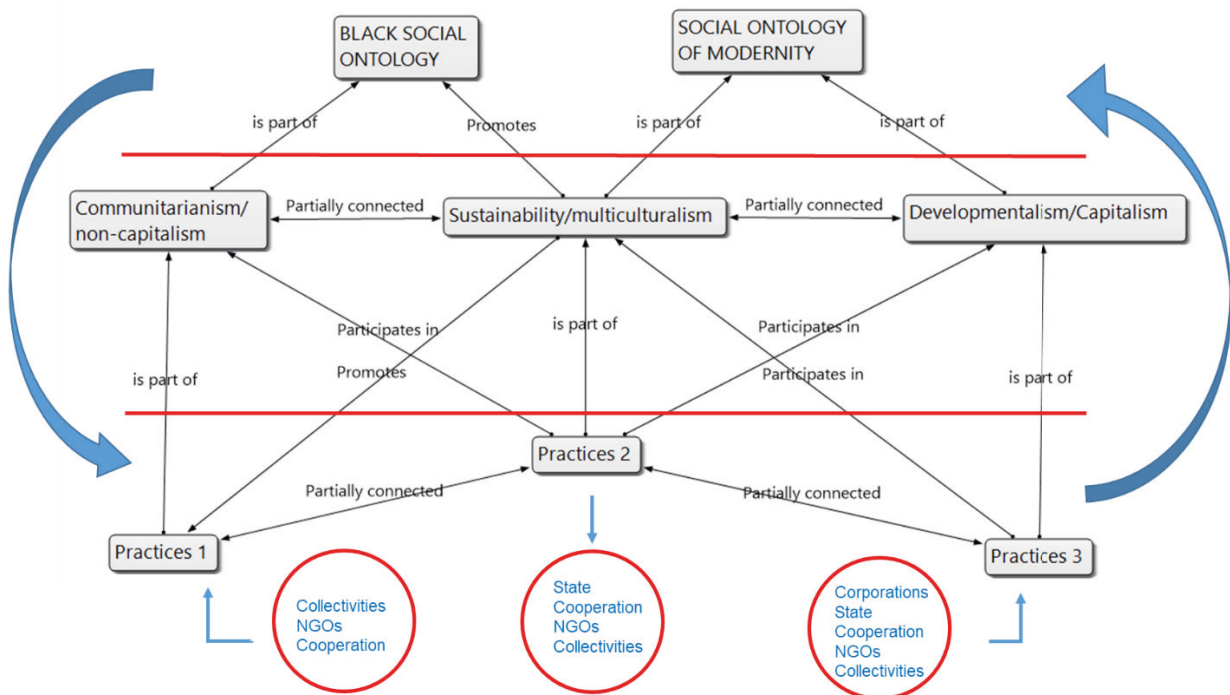 BLACK SOCIAL
ONTOLOGY
SOCIAL ONTOLOGY
OF MODERNITY
is part of
Promotes
is part of
is part of
Communitarianism/
non-capitalism
Partially connected
Sustainability/multiculturalism
Partially connected
Developmentalism/Capitalism
Participates in
is part of
Participates in
is part of
Promotes
Participates in
is part of
Practices 2
Partially connected
Partially connected
Practices 1
Practices 3
Collectivities
NGOs
Cooperation
State
Cooperation
NGOs
Collectivities
Corporations
State
Cooperation
NGOs
Collectivities